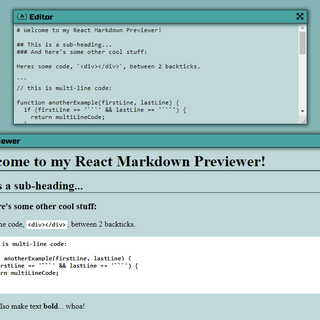 Editor
# Welcome to my React Markdown Previewer!
## This is a sub-heading...
### And here's some other cool stuff:
Heres some code, `<div></div>`, between 2 backticks.
```
// this is multi-line code:
function anotherExample(firstLine, lastLine) {
if (firstLine == '```' && lastLine == '```') {
return multiLineCode;
}
ewer
ome to my React Markdown Previewer!
s a sub-heading...
e's some other cool stuff:
me code, <div></div>, between 2 backticks.
is multi-line code:
anotherExample(firstLine, lastLine) {
rstLine == '```' && lastLine == '```') {
rn multiLineCode;
lso make text bold... whoa!